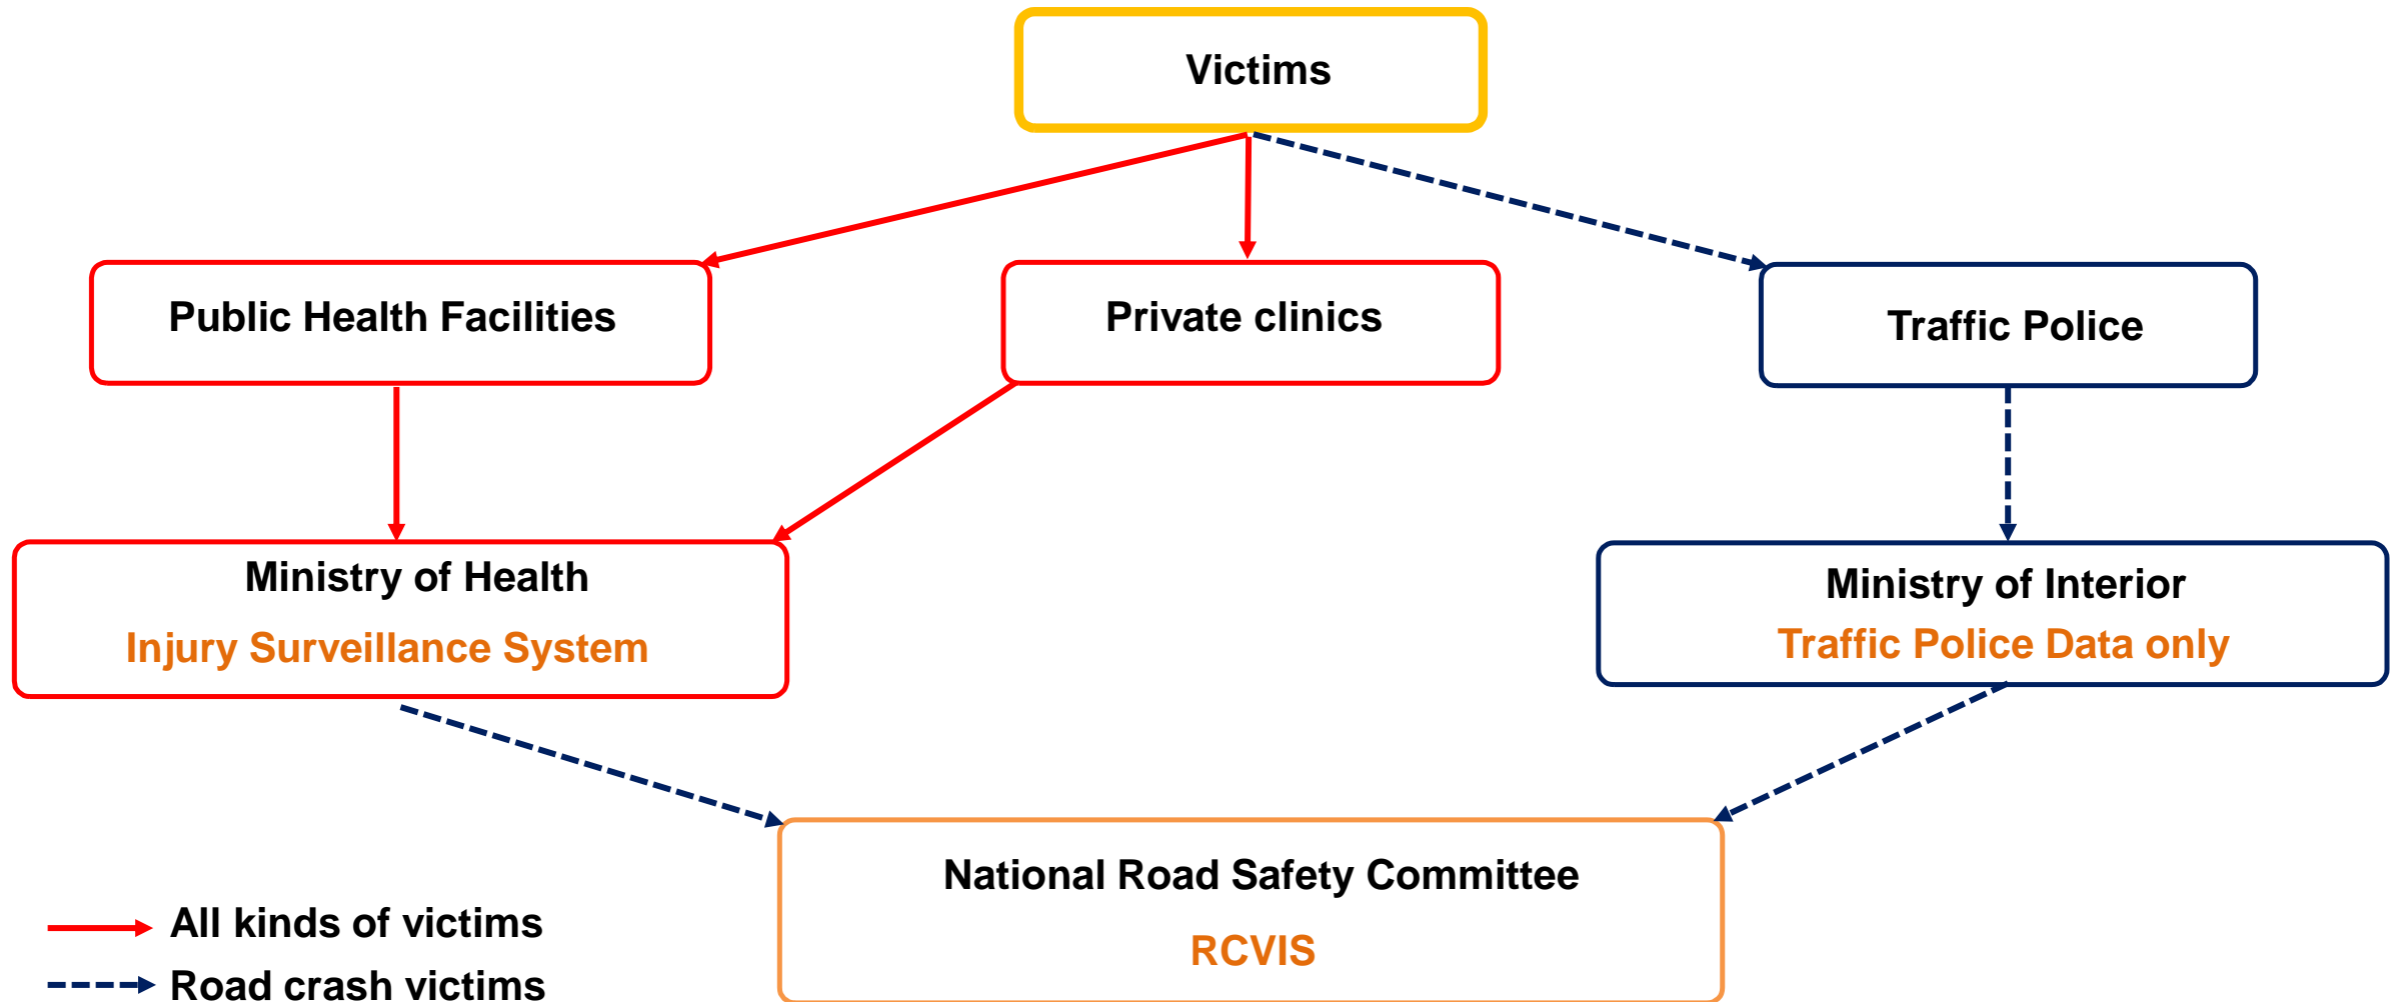 Victims
Public Health Facilities
Private clinics
Traffic Police
Ministry of Health
Injury Surveillance System
Ministry of Interior
Traffic Police Data only
National Road Safety Committee
RCVIS
All kinds of victims
Road crash victims